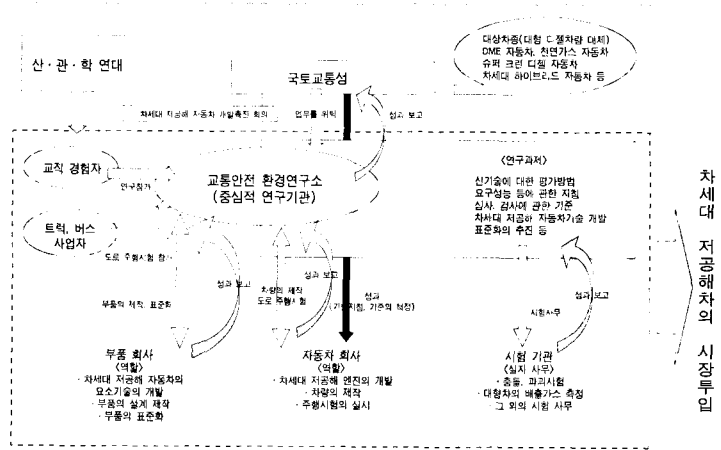 산·관·학 연대
국토교통성
대상차종(대형 디젤차량 대체)
DME 자동차, 천연가스 자동차
슈퍼 크린 디젤 자동차
차세대 하이브리드 자동차 등
차세대 저공해 자동차 개발촉진 회의
업무를 위탁
성과 보고
교직 경험자
연구참가
교통안전 환경연구소
(중심적 연구기관)
트럭, 버스
사업자
도로 주행시험 참가
<연구과제>
신기술에 대한 평가방법
요구성능 등에 관한 지침
심사, 검사에 관한 기준
차세대 저공해 자동차기술 개발
표준화의 추진 등
부품의 제작, 표준화
성과 보고
차량의 제작
도로 주행시험
성과 보고
성과
(기반지침, 기준의 책정)
시험사무
성과 보고
부품 회사
<역할>
·차세대 저공해 자동차의
요소기술의 개발
·부품의 설계 제작
·부품의 표준화
자동차 회사
<역할>
·차세대 저공해 엔진의 개발
·차량의 제작
·주행시험의 실시
시험 기관
<실지 사무>
·충돌, 파괴시험
·대형차의 배출가스 측정
·그 외의 시험 사무
차세대 저공해차의 시장투입